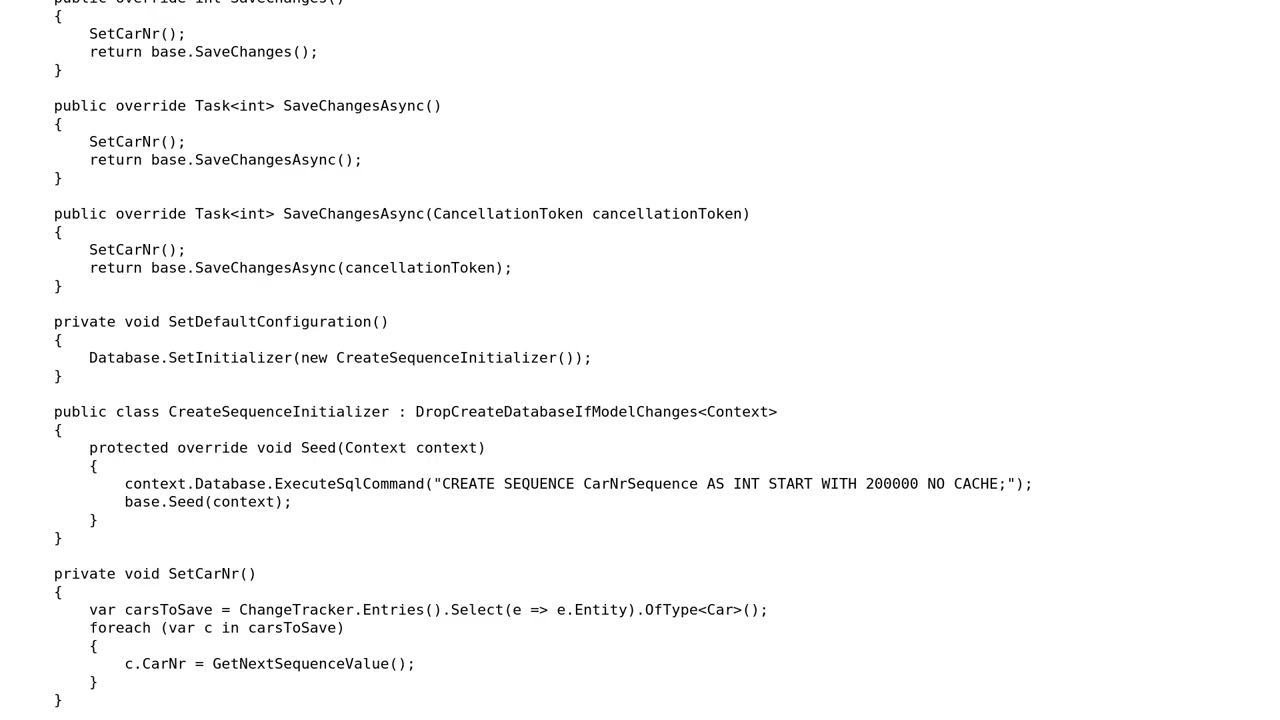 public override int SaveChanges()
{
    SetCarNr();
    return base.SaveChanges();
}

public override Task<int> SaveChangesAsync()
{
    SetCarNr();
    return base.SaveChangesAsync();
}

public override Task<int> SaveChangesAsync(CancellationToken cancellationToken)
{
    SetCarNr();
    return base.SaveChangesAsync(cancellationToken);
}

private void SetDefaultConfiguration()
{
    Database.SetInitializer(new CreateSequenceInitializer());
}

public class CreateSequenceInitializer : DropCreateDatabaseIfModelChanges<Context>
{
    protected override void Seed(Context context)
    {
        context.Database.ExecuteSqlCommand("CREATE SEQUENCE CarNrSequence AS INT START WITH 200000 NO CACHE;");
        base.Seed(context);
    }
}

private void SetCarNr()
{
    var carsToSave = ChangeTracker.Entries().Select(e => e.Entity).OfType<Car>();
    foreach (var c in carsToSave)
    {
        c.CarNr = GetNextSequenceValue();
    }
}